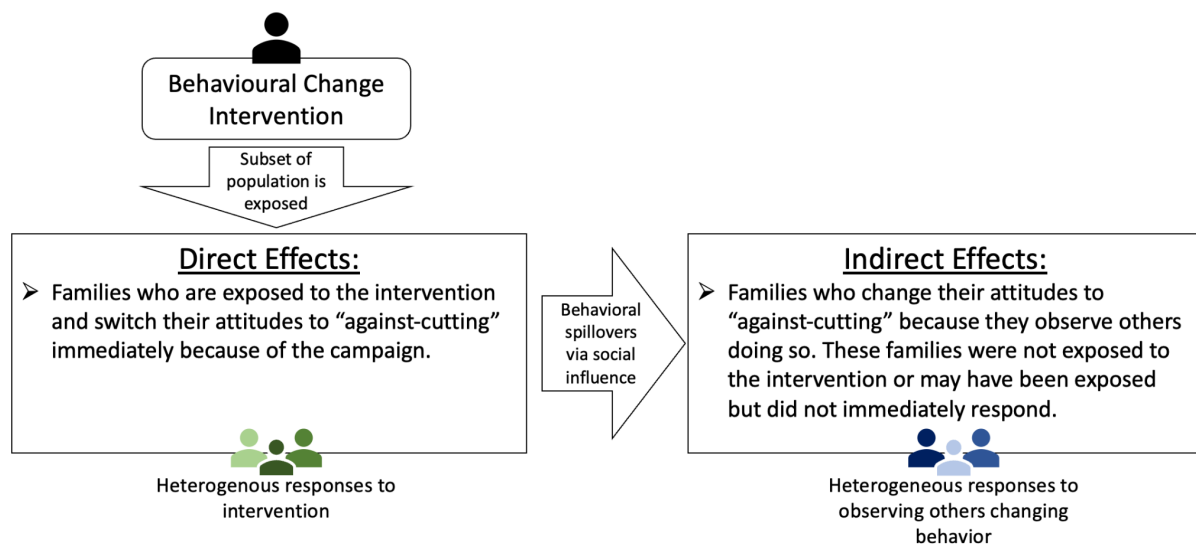 Behavioural Change
Intervention
Subset of
population is
exposed
Direct Effects:
➢ Families who are exposed to the intervention
and switch their attitudes to “against-cutting”
immediately because of the campaign.
Heterogenous responses to
intervention
Behavioral
spillovers
via social
influence
Indirect Effects:
➢ Families who change their attitudes to
“against-cutting” because they observe others
doing so. These families were not exposed to
the intervention or may have been exposed
but did not immediately respond.
Heterogeneous responses to
observing others changing
behavior